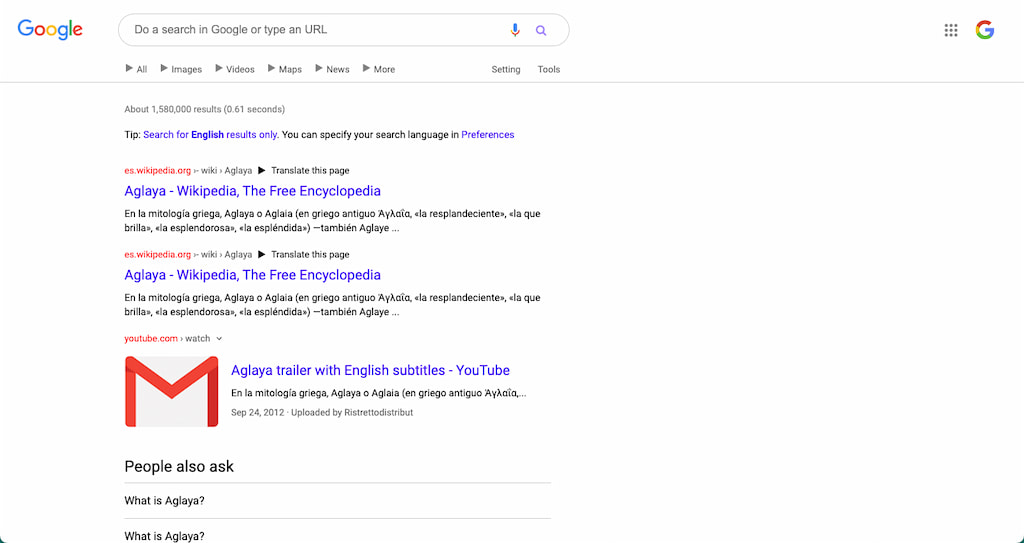 Google
Do a search in Google or type an URL
All Images Videos Maps News More Setting Tools
About 1,580,000 results (0.61 seconds)
Tip: Search for English results only. You can specify your search language in Preferences
es.wikipedia.org › wiki › Aglaya ▶ Translate this page
Aglaya - Wikipedia, The Free Encyclopedia
En la mitología griega, Aglaya o Aglaia (en griego antiguo Ἀγλαΐα, «la resplandeciente», «la que
brilla», «la esplendorosa», «la espléndida») —también Aglaye ...
es.wikipedia.org › wiki › Aglaya ▶ Translate this page
Aglaya - Wikipedia, The Free Encyclopedia
En la mitología griega, Aglaya o Aglaia (en griego antiguo Ἀγλαΐα, «la resplandeciente», «la que
brilla», «la esplendorosa», «la espléndida») —también Aglaye ...
youtube.com › watch
Aglaya trailer with English subtitles - YouTube
En la mitología griega, Aglaya o Aglaia (en griego antiguo Ἀγλαΐα,...
Sep 24, 2012 · Uploaded by Ristrettodistribut
People also ask
What is Aglaya?
What is Aglaya?